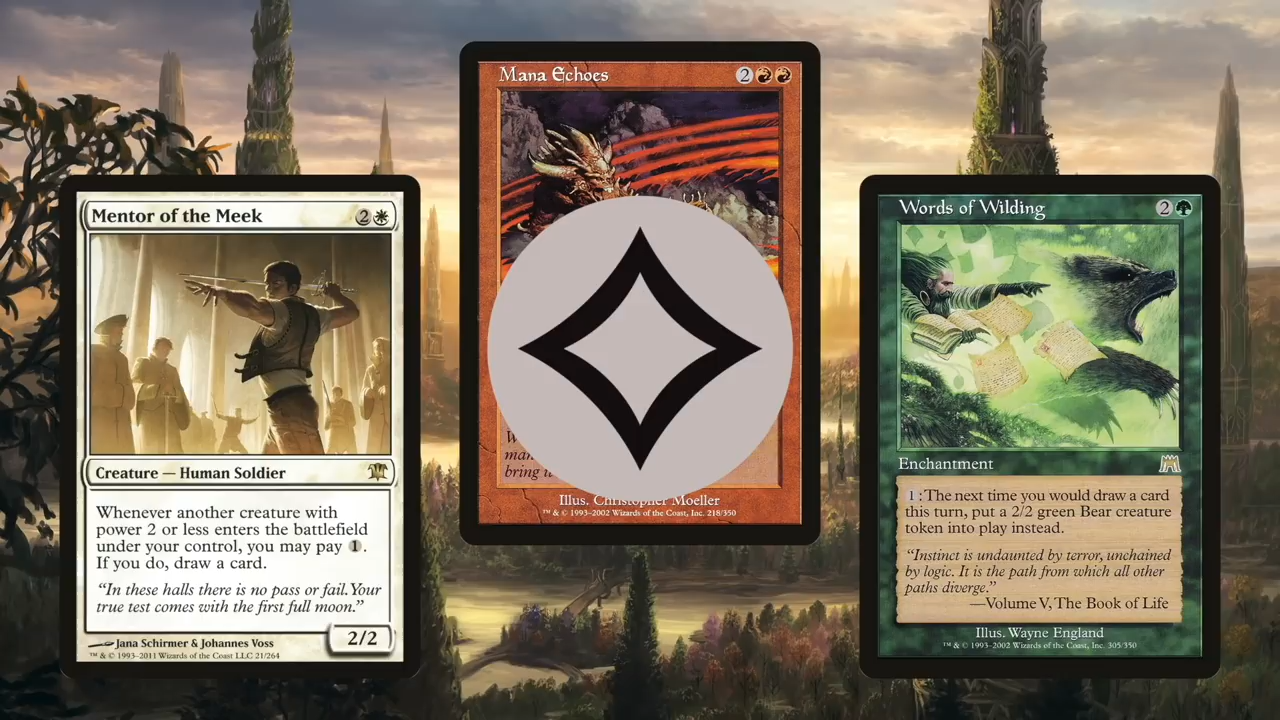 Mentor of the Meek 2
Creature — Human Soldier
Whenever another creature with
power 2 or less enters the battlefield
under your control, you may pay 1.
If you do, draw a card.
“In these halls there is no pass or fail. Your
true test comes with the first full moon.”
Jana Schirmer & Johannes Voss
™ & © 1993–2011 Wizards of the Coast LLC 21/264
2/2
Mana Echoes 2
man
bring
Illus. Christopher Moeller
™ & © 1993–2002 Wizards of the Coast, Inc. 218/350
Words of Wilding 2
Enchantment
1: The next time you would draw a card
this turn, put a 2/2 green Bear creature
token into play instead.
“Instinct is undaunted by terror, unchained
by logic. It is the path from which all other
paths diverge.”
—Volume V, The Book of Life
Illus. Wayne England
™ & © 1993–2002 Wizards of the Coast, Inc. 305/350